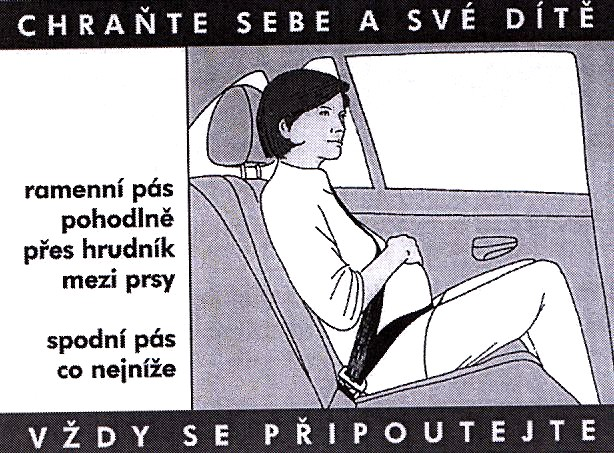 CHRAŇTE SEBE A SVÉ DÍTĚ
ramenní pás
pohodlně
přes hrudník
mezi prsy
spodní pás
co nejníže
VŽDY SE PŘIPOUTEJTE